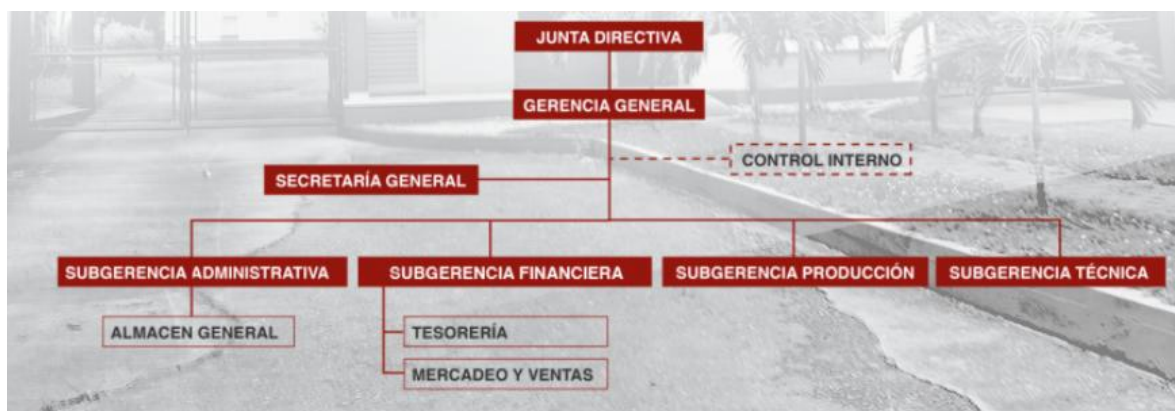 JUNTA DIRECTIVA
GERENCIA GENERAL
CONTROL INTERNO
SECRETARÍA GENERAL
SUBGERENCIA ADMINISTRATIVA
SUBGERENCIA FINANCIERA
SUBGERENCIA PRODUCCIÓN
SUBGERENCIA TÉCNICA
ALMACEN GENERAL
TESORERÍA
MERCADEO Y VENTAS